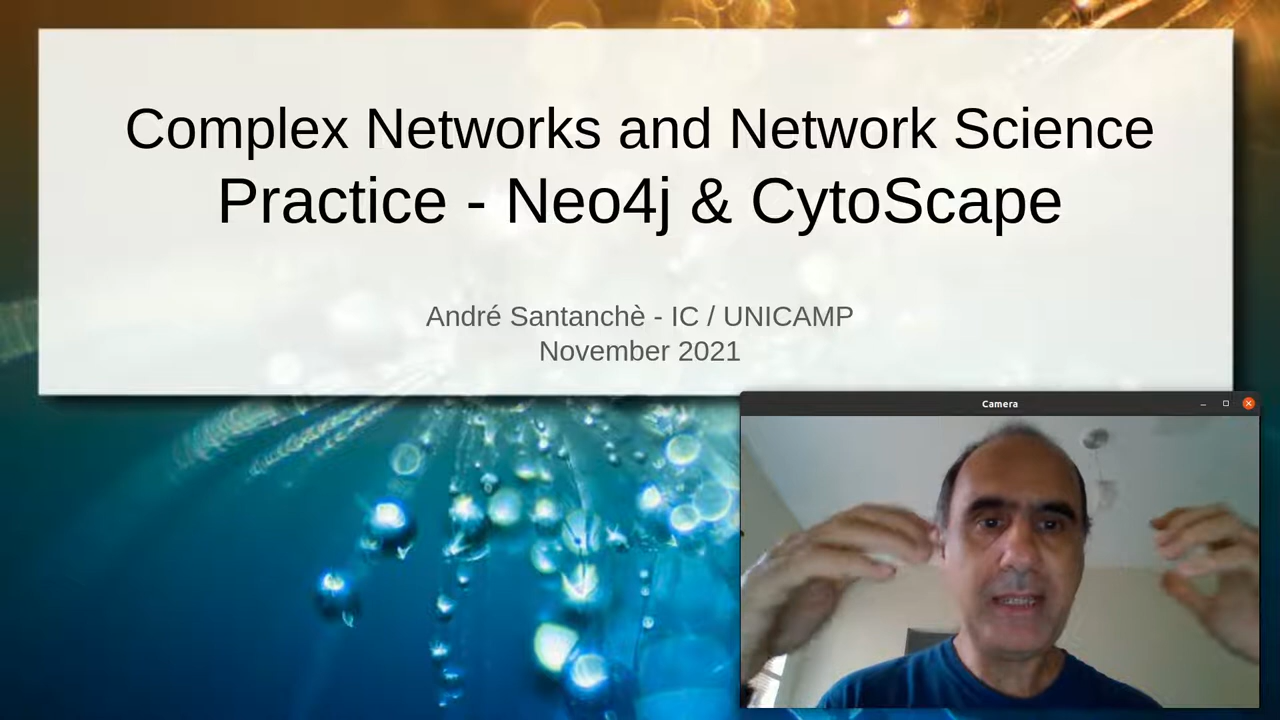 Complex Networks and Network Science
Practice - Neo4j & CytoScape
André Santanchè - IC / UNICAMP
November 2021
Camera